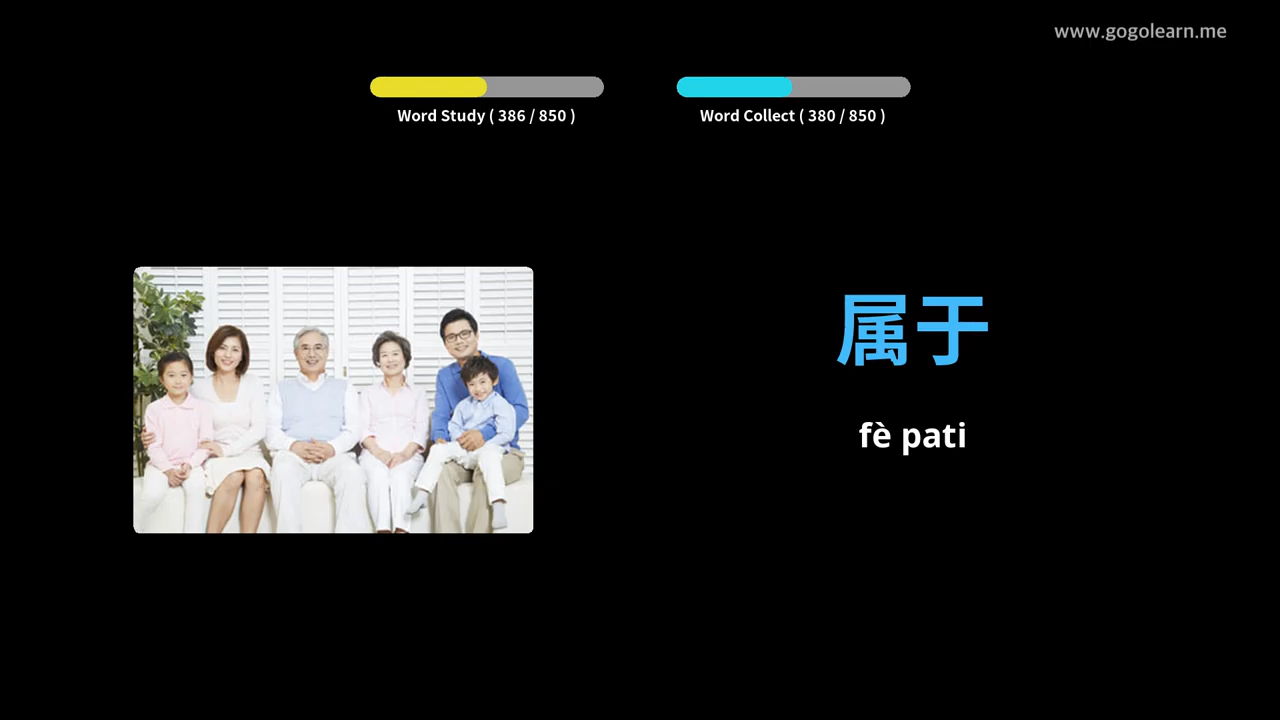 www.gogolearn.me
Word Study ( 386 / 850 )
Word Collect ( 380 / 850 )
属于
fè pati